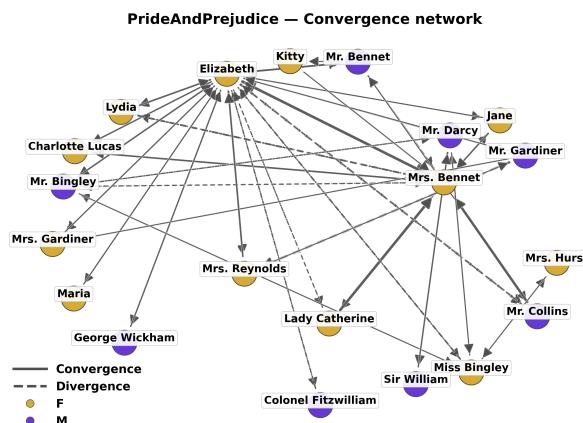 PrideAndPrejudice — Convergence network
Kitty
Mr. Bennet
Elizabeth
Lydia
Jane
Mr. Darcy
Charlotte Lucas
Mr. Gardiner
Mr. Bingley
Mrs. Bennet
Mrs. Gardiner
Mrs. Reynolds
Mrs. Hurs
Maria
Lady Catherine
Mr. Collins
George Wickham
Miss Bingley
Sir William
Colonel Fitzwilliam
Convergence
Divergence
F
M